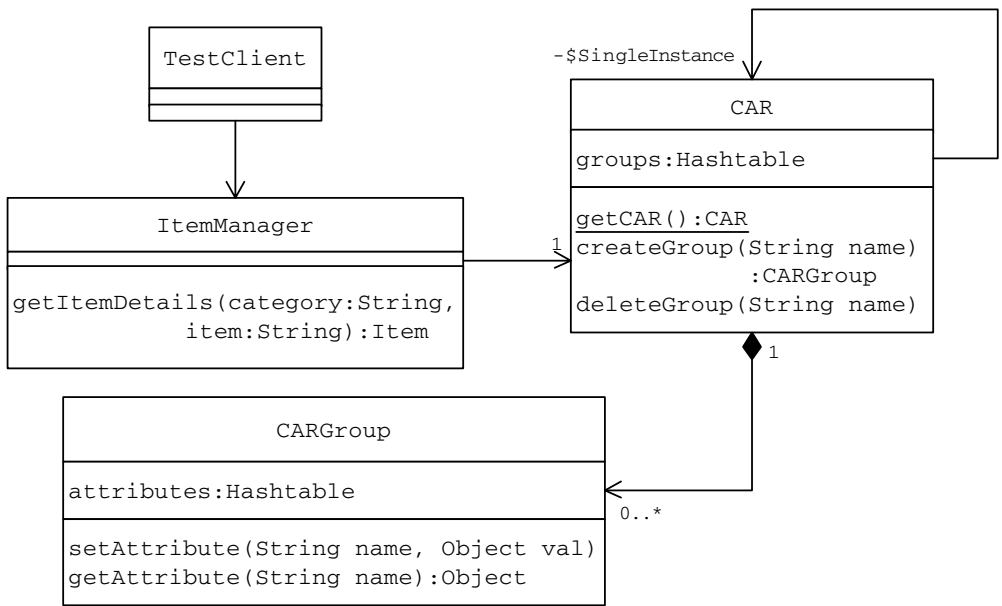 TestClient
-$SingleInstance
CAR
groups:Hashtable
getCAR():CAR
createGroup(String name)
:CARGroup
deleteGroup(String name)
1
ItemManager
getItemDetails(category:String,
item:String):Item
1
CARGroup
attributes:Hashtable
setAttribute(String name, Object val)
getAttribute(String name):Object
0..*